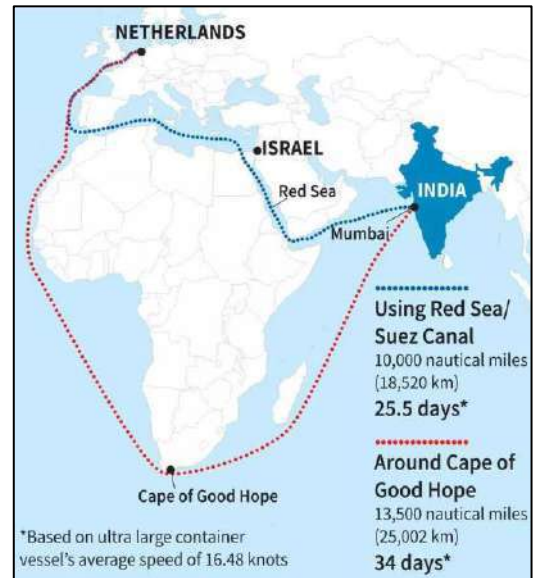 NETHERLANDS
ISRAEL
Red Sea
INDIA
Mumbai
Using Red Sea/
Suez Canal
10,000 nautical miles
(18,520 km)
25.5 days*
Around Cape of
Good Hope
13,500 nautical miles
(25,002 km)
34 days*
Cape of Good Hope
*Based on ultra large container
vessel's average speed of 16.48 knots